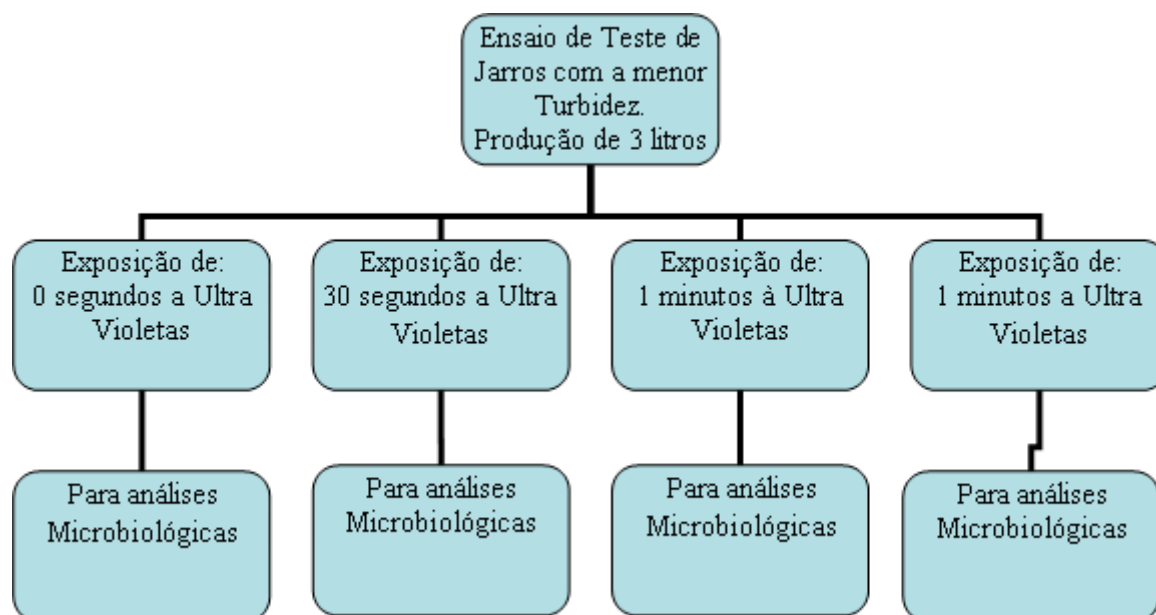 Ensaio de Teste de
Jarros com a menor
Turbidez.
Produção de 3 litros
Exposição de:
0 segundos a Ultra
Violetas
Exposição de:
30 segundos a Ultra
Violetas
Exposição de:
1 minutos à Ultra
Violetas
Exposição de:
1 minutos a Ultra
Violetas
Para análises
Microbiológicas
Para análises
Microbiológicas
Para análises
Microbiológicas
Para análises
Microbiológicas